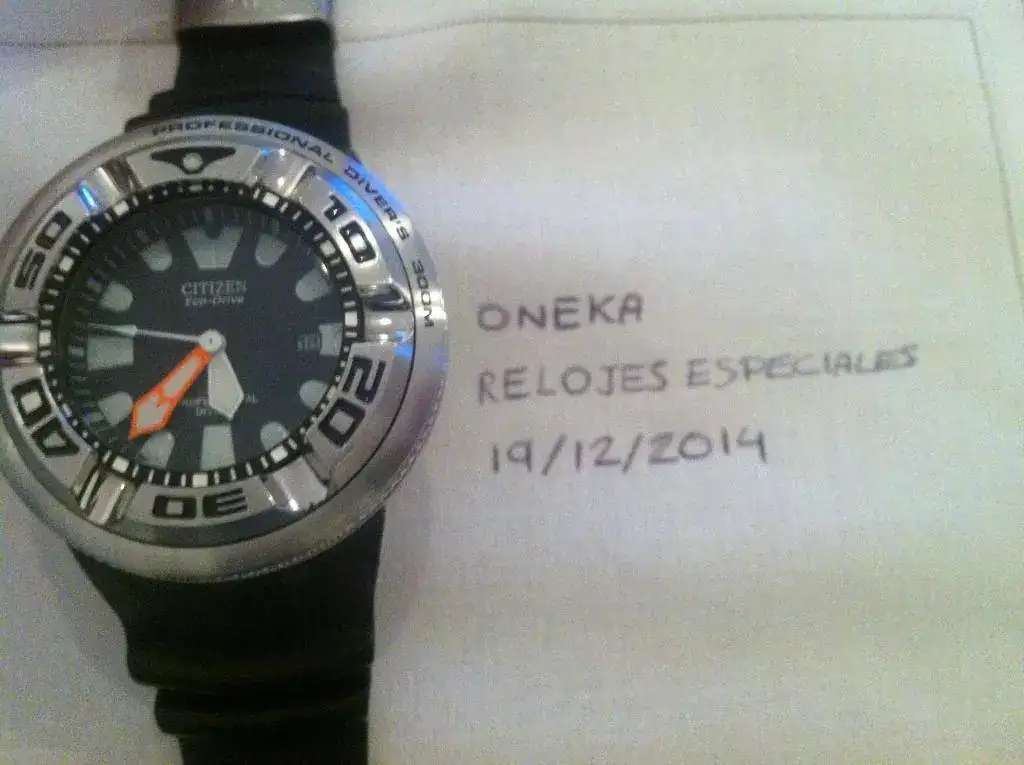 PROFESSIONAL DIVER'S 300M
10
20
30
40
50
CITIZEN
Eco-Drive
ONEKA
RELOJES ESPECIALES
19/12/2014